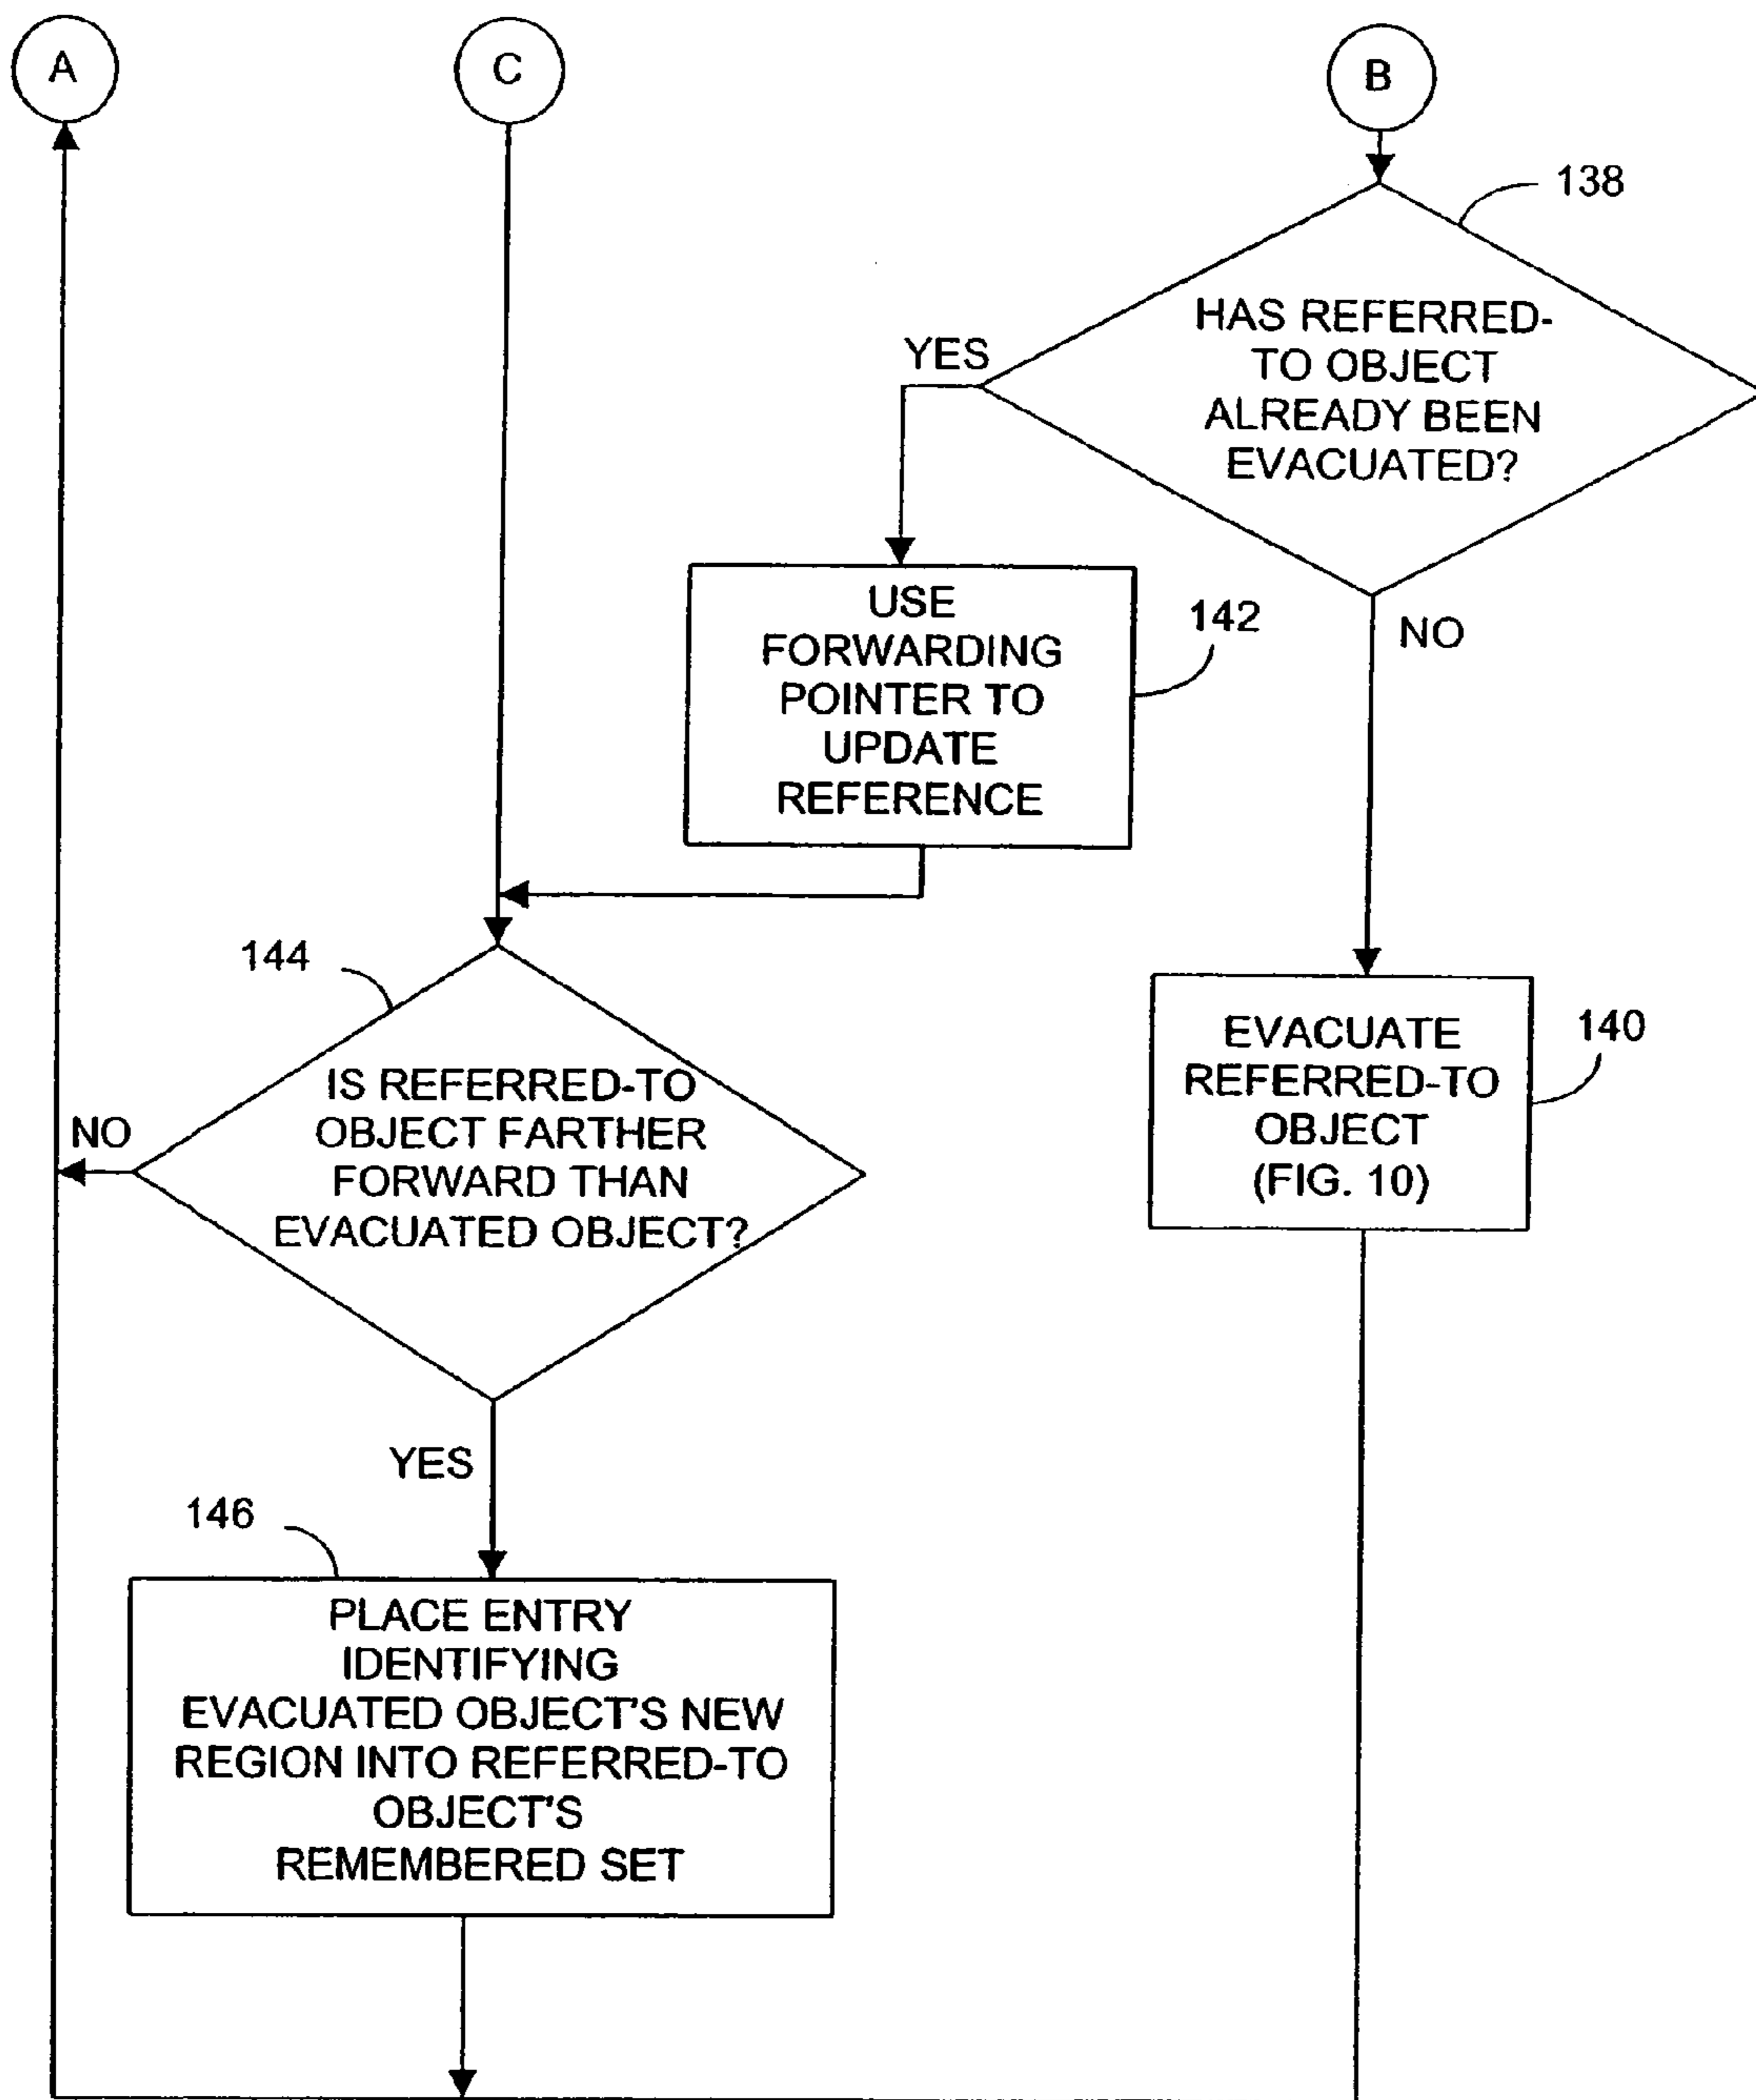 A
C
B
138
HAS REFERRED-
TO OBJECT
ALREADY BEEN
EVACUATED?
YES
NO
USE
FORWARDING
POINTER TO
UPDATE
REFERENCE
142
144
IS REFERRED-TO
OBJECT FARTHER
FORWARD THAN
EVACUATED OBJECT?
NO
EVACUATE
REFERRED-TO
OBJECT
(FIG. 10)
140
YES
146
PLACE ENTRY
IDENTIFYING
EVACUATED OBJECT'S NEW
REGION INTO REFERRED-TO
OBJECT'S
REMEMBERED SET